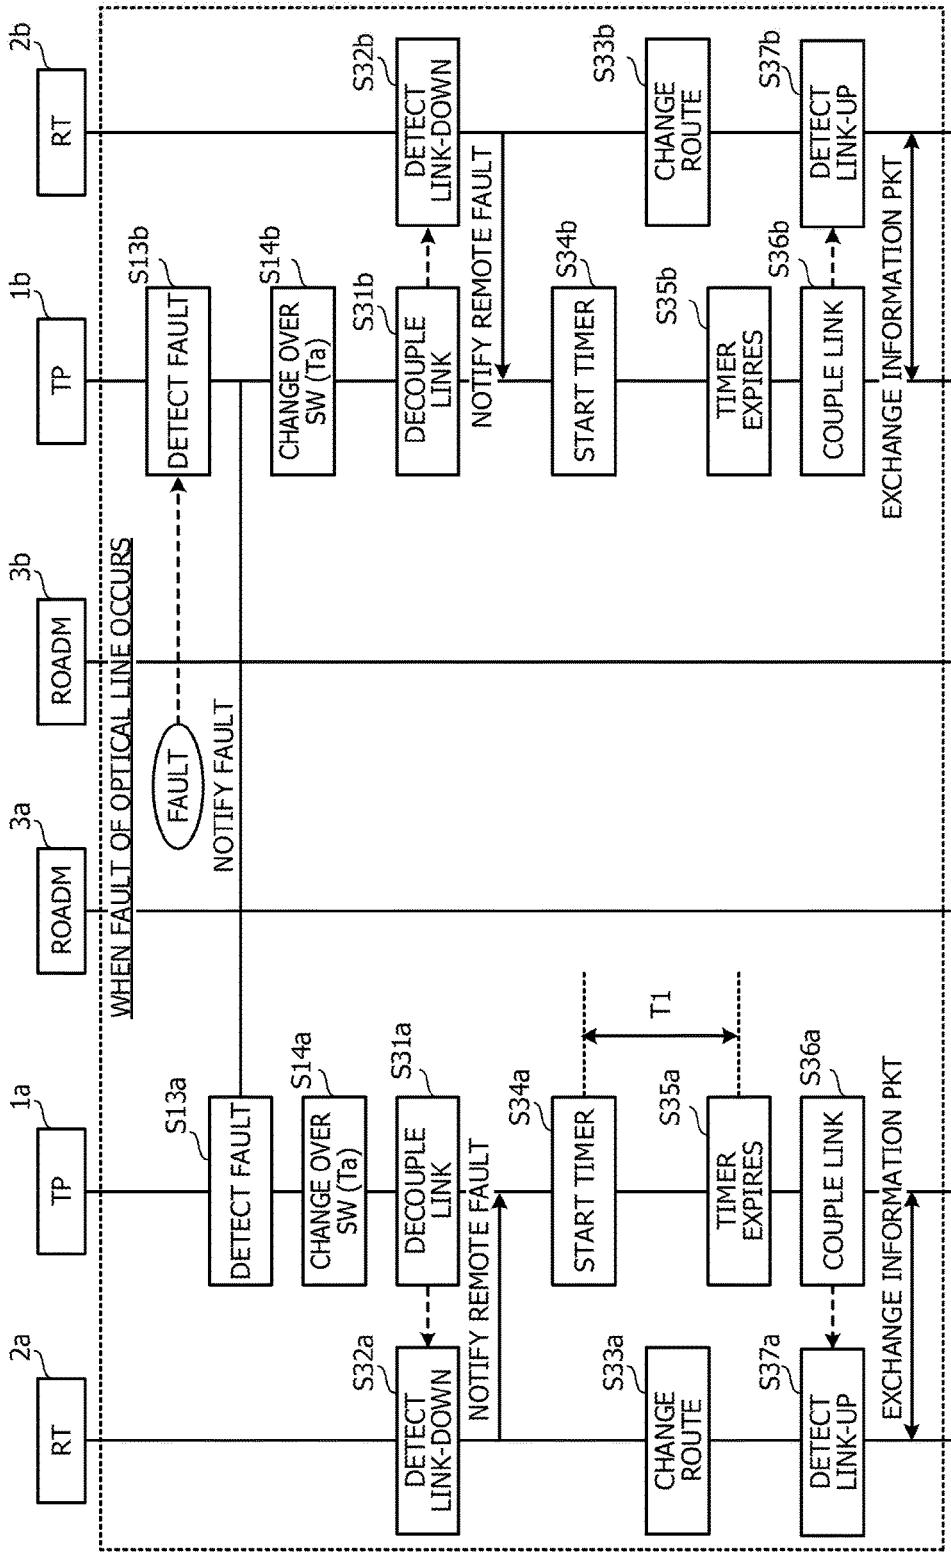 2a
RT
1a
TP
3a
ROADM
3b
ROADM
1b
TP
2b
RT
WHEN FAULT OF OPTICAL LINE OCCURS
FAULT
S13b
DETECT FAULT
NOTIFY FAULT
S13a
DETECT FAULT
S14a
CHANGE OVER
SW (Ta)
S14b
CHANGE OVER
SW (Ta)
S32a
DETECT
LINK-DOWN
S31a
DECOUPLE
LINK
S31b
DECOUPLE
LINK
S32b
DETECT
LINK-DOWN
NOTIFY REMOTE FAULT
NOTIFY REMOTE FAULT
S34a
START TIMER
S34b
START TIMER
T1
S33a
CHANGE
ROUTE
S33b
CHANGE
ROUTE
S35a
TIMER
EXPIRES
S35b
TIMER
EXPIRES
S37a
DETECT
LINK-UP
S36a
COUPLE LINK
S36b
COUPLE LINK
S37b
DETECT
LINK-UP
EXCHANGE INFORMATION PKT
EXCHANGE INFORMATION PKT